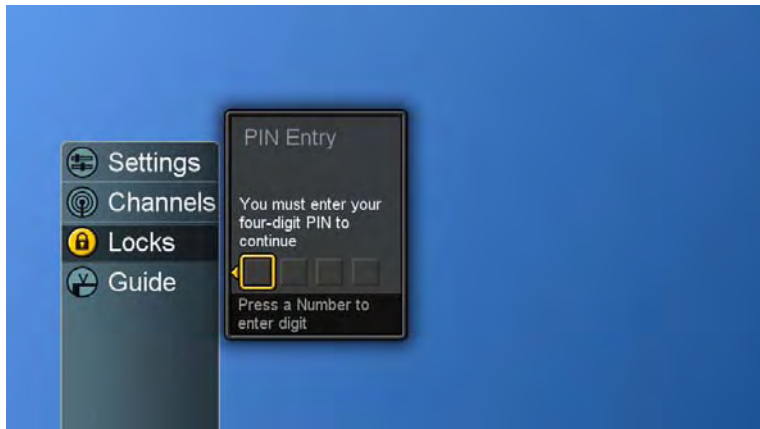 PIN Entry
Settings
Channels
Locks
Guide
You must enter your
four-digit PIN to
continue
Press a Number to
enter digit